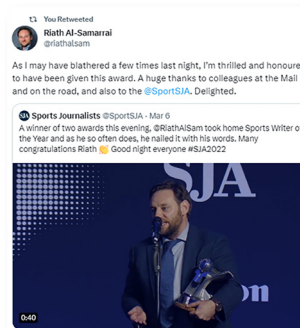 You Retweeted
Riath Al-Samarrai
@riathalsam
As I may have blathered a few times last night, I'm thrilled and honoure
to have been given this award. A huge thanks to colleagues at the Mail
and on the road, and also to the @SportSJA. Delighted.
Sports Journalists @SportSJA · Mar 6
A winner of two awards this evening, @RiathAlSam took home Sports Writer o
the Year and as he so often does, he nailed it with his words. Many
congratulations Riath 👏 Good night everyone #SJA2022
SJA
on
0:40